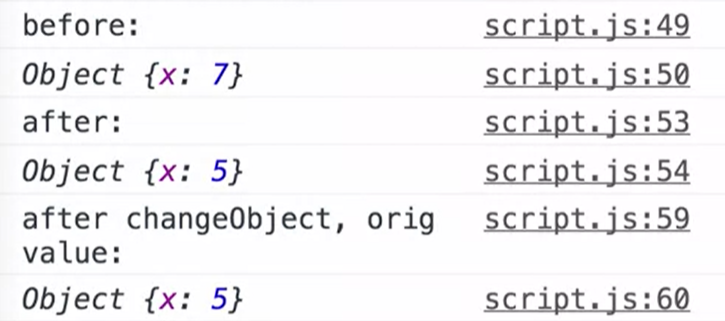 before: script.js:49
Object {x: 7} script.js:50
after: script.js:53
Object {x: 5} script.js:54
after changeObject, orig script.js:59
value:
Object {x: 5} script.js:60